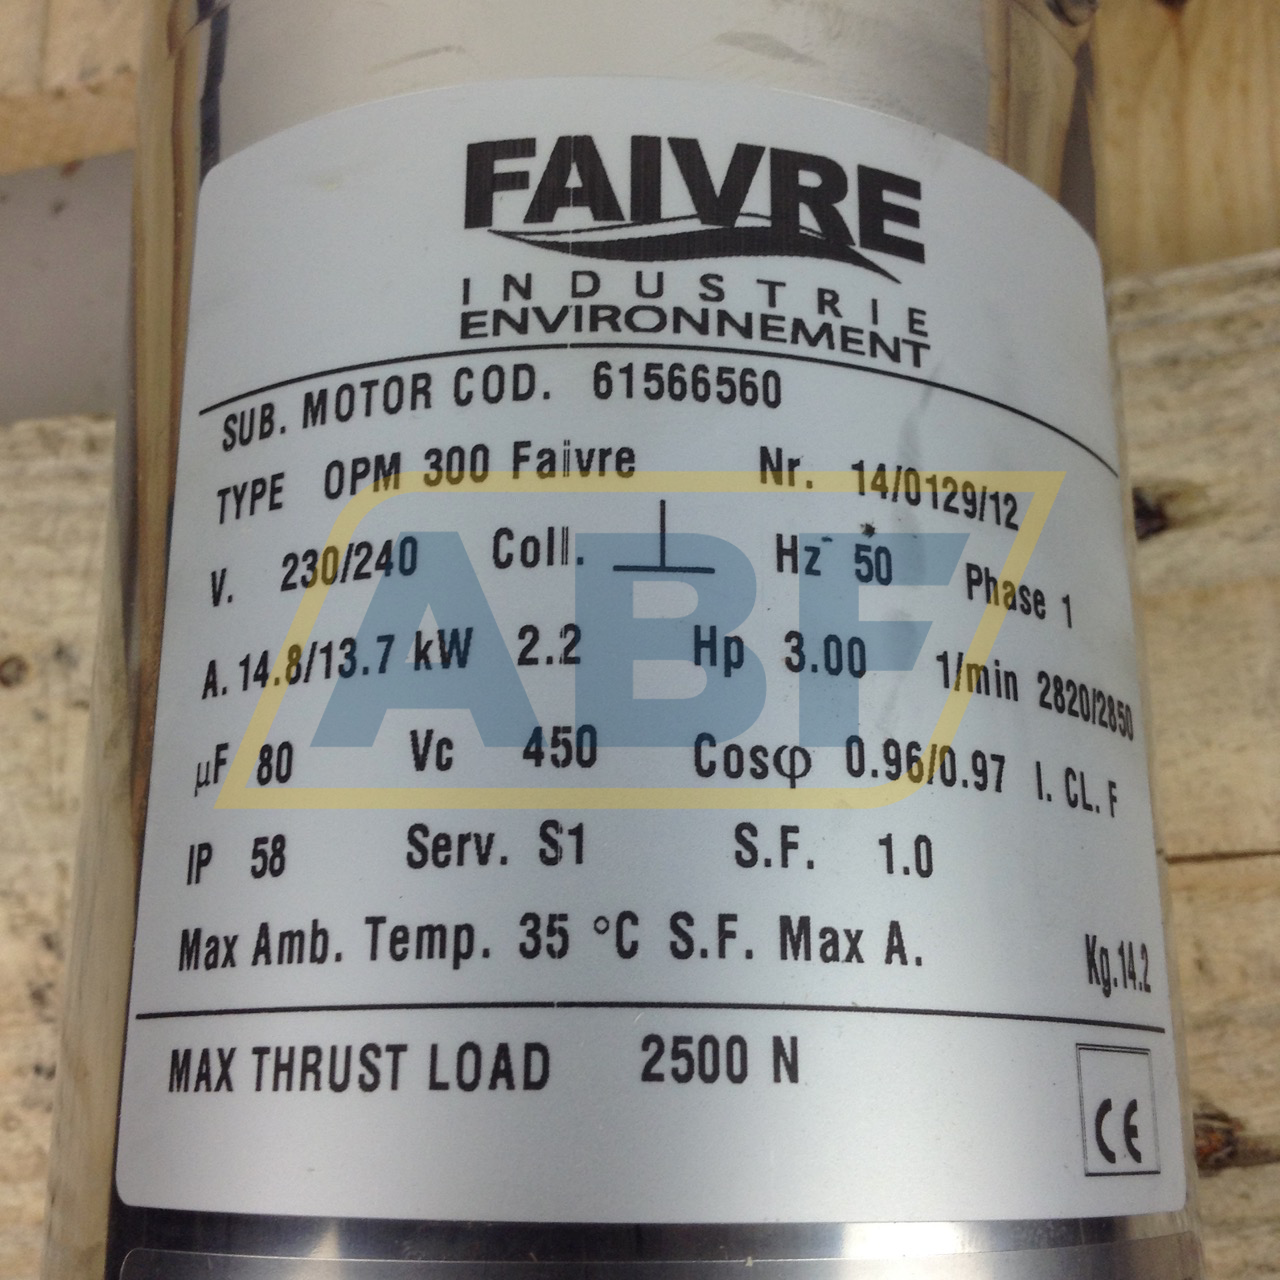 FAIVRE
INDUSTRIE
ENVIRONNEMENT
SUB. MOTOR COD. 61566560
TYPE OPM 300 Faivre Nr. 14/0129/12
V. 230/240 Coll. ⊥ Hz 50 Phase 1
A. 14.8/13.7 kW 2.2 Hp 3.00 1/min 2820/2850
µF 80 Vc 450 Cosφ 0.96/0.97 I. CL. F
IP 58 Serv. S1 S.F. 1.0
Max Amb. Temp. 35 °C S.F. Max A. Kg.14.2
MAX THRUST LOAD 2500 N
CE
ABF